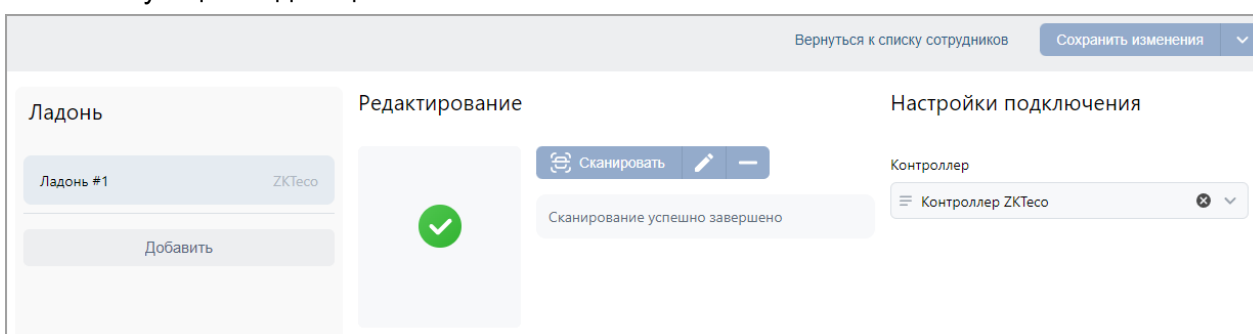 Вернуться к списку сотрудников
Сохранить изменения
Ладонь
Ладонь #1
ZKTeco
Добавить
Редактирование
Сканировать
Сканирование успешно завершено
Настройки подключения
Контроллер
Контроллер ZKTeco